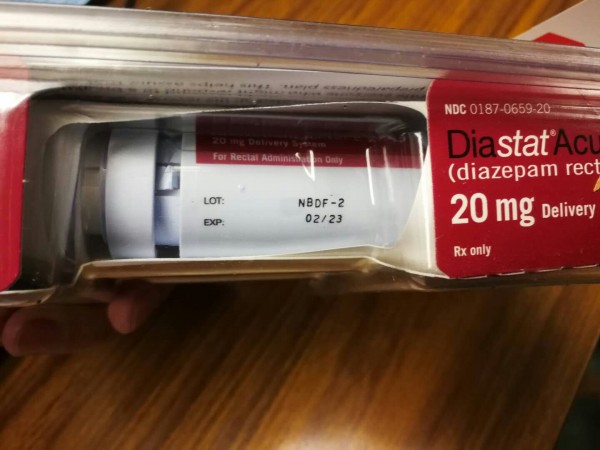 20 mg Delivery System
For Rectal Administration Only
LOT: NBDF-2
EXP: 02/23
NDC 0187-0659-20
Diastat® Acu
(diazepam rect
20 mg Delivery
Rx only